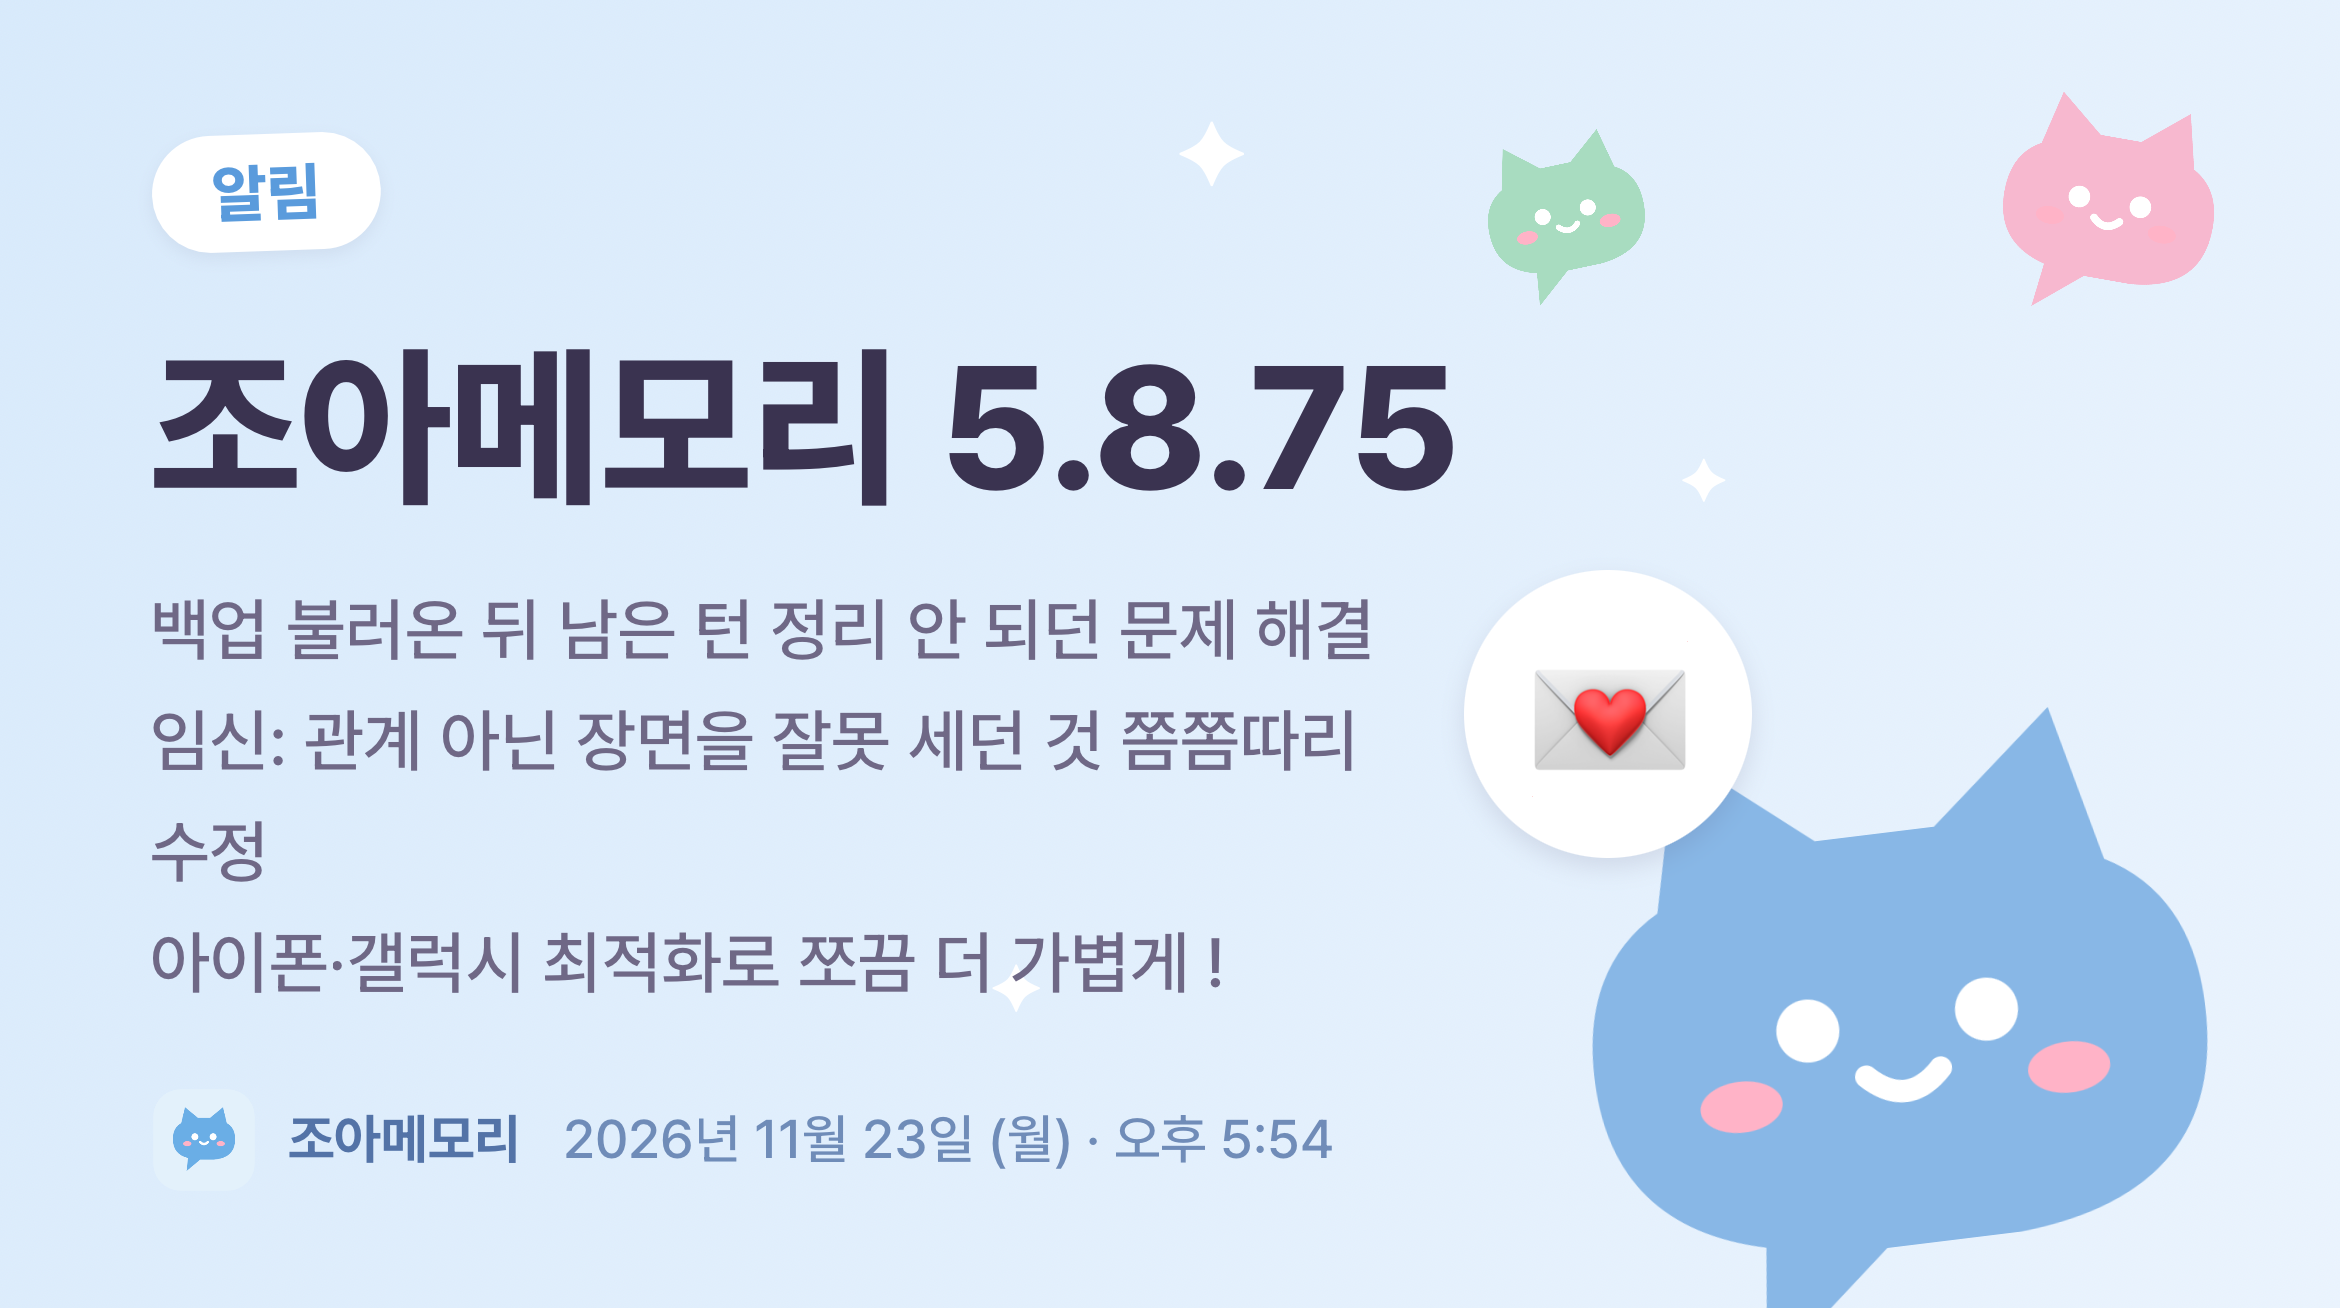 알림
조아메모리 5.8.75
백업 불러온 뒤 남은 턴 정리 안 되던 문제 해결
임신: 관계 아닌 장면을 잘못 세던 것 쫌쫌따리
수정
아이폰·갤럭시 최적화로 쪼끔 더 가볍게 !
조아메모리 2026년 11월 23일 (월) · 오후 5:54